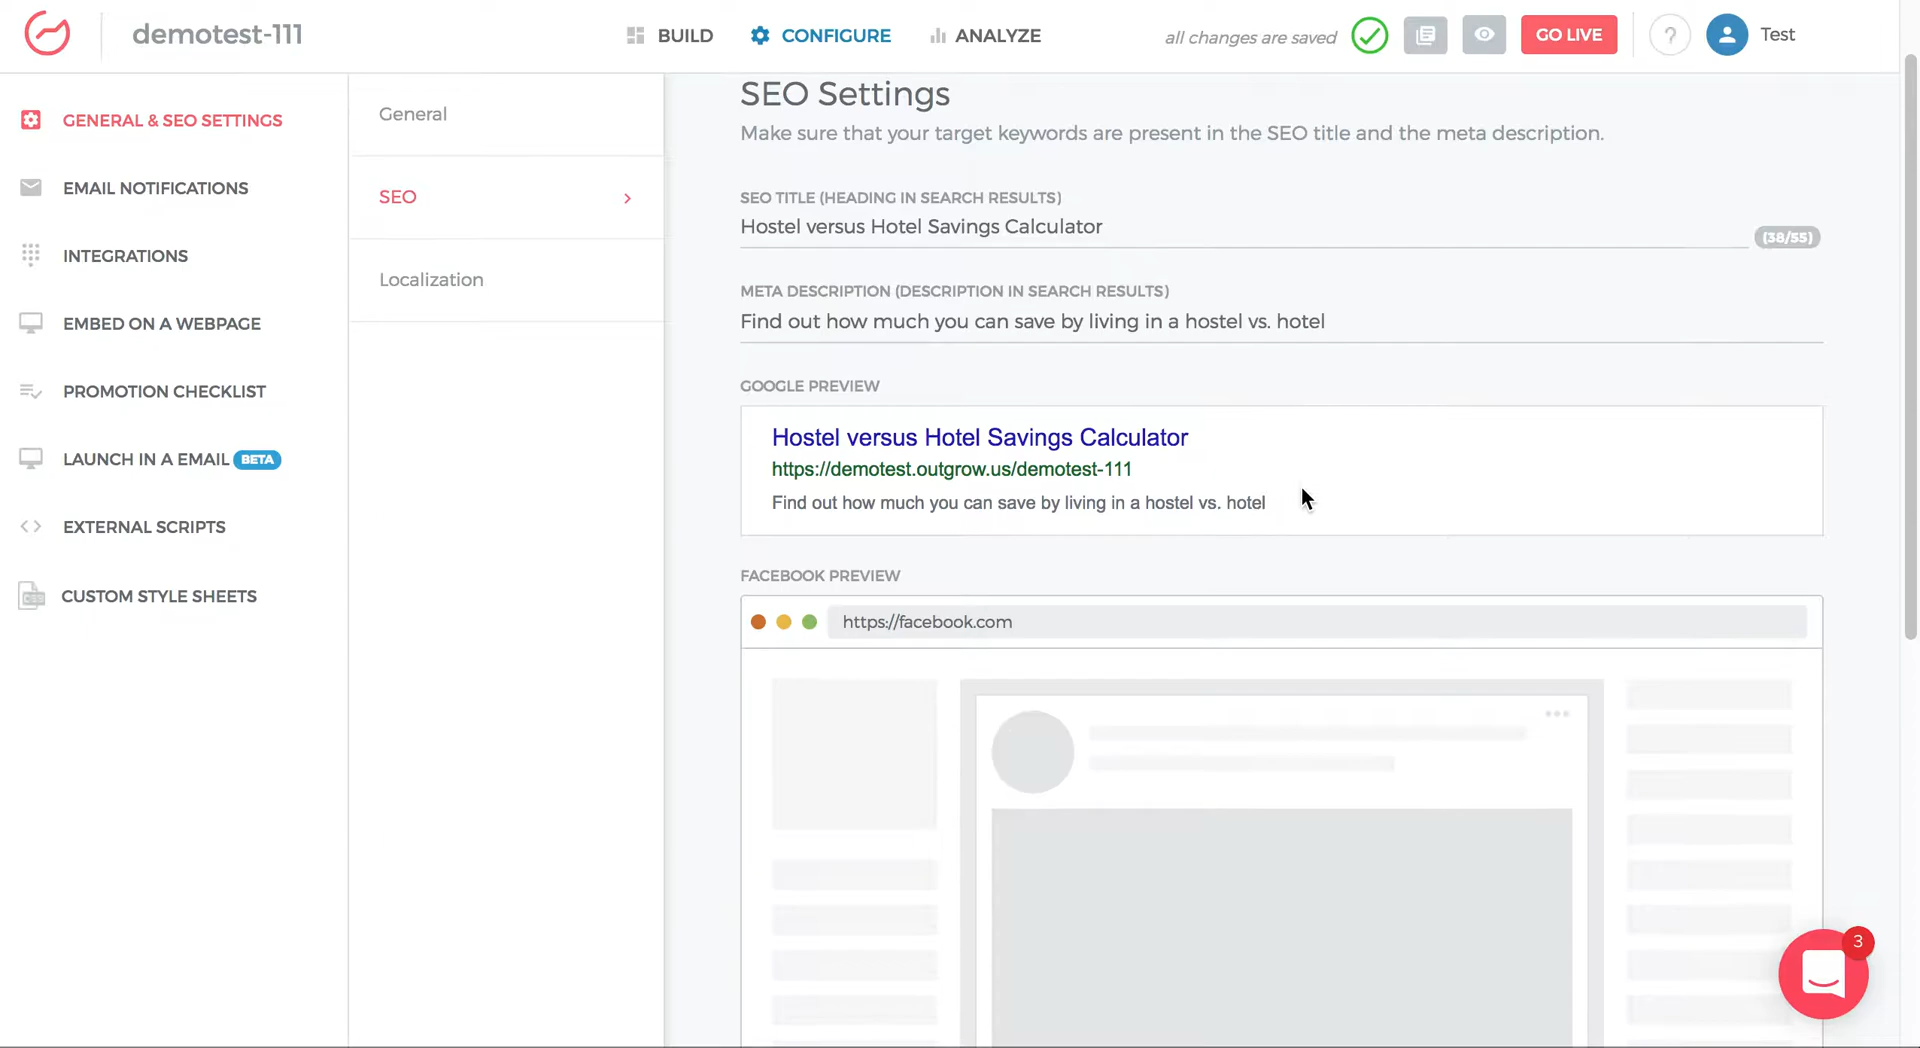 demotest-111
BUILD
CONFIGURE
ANALYZE
all changes are saved
GO LIVE
?
Test
GENERAL & SEO SETTINGS
EMAIL NOTIFICATIONS
INTEGRATIONS
EMBED ON A WEBPAGE
PROMOTION CHECKLIST
LAUNCH IN A EMAIL BETA
EXTERNAL SCRIPTS
CUSTOM STYLE SHEETS
General
SEO
Localization
SEO Settings
Make sure that your target keywords are present in the SEO title and the meta description.
SEO TITLE (HEADING IN SEARCH RESULTS)
Hostel versus Hotel Savings Calculator
(38/55)
META DESCRIPTION (DESCRIPTION IN SEARCH RESULTS)
Find out how much you can save by living in a hostel vs. hotel
GOOGLE PREVIEW
Hostel versus Hotel Savings Calculator
https://demotest.outgrow.us/demotest-111
Find out how much you can save by living in a hostel vs. hotel
FACEBOOK PREVIEW
https://facebook.com
3